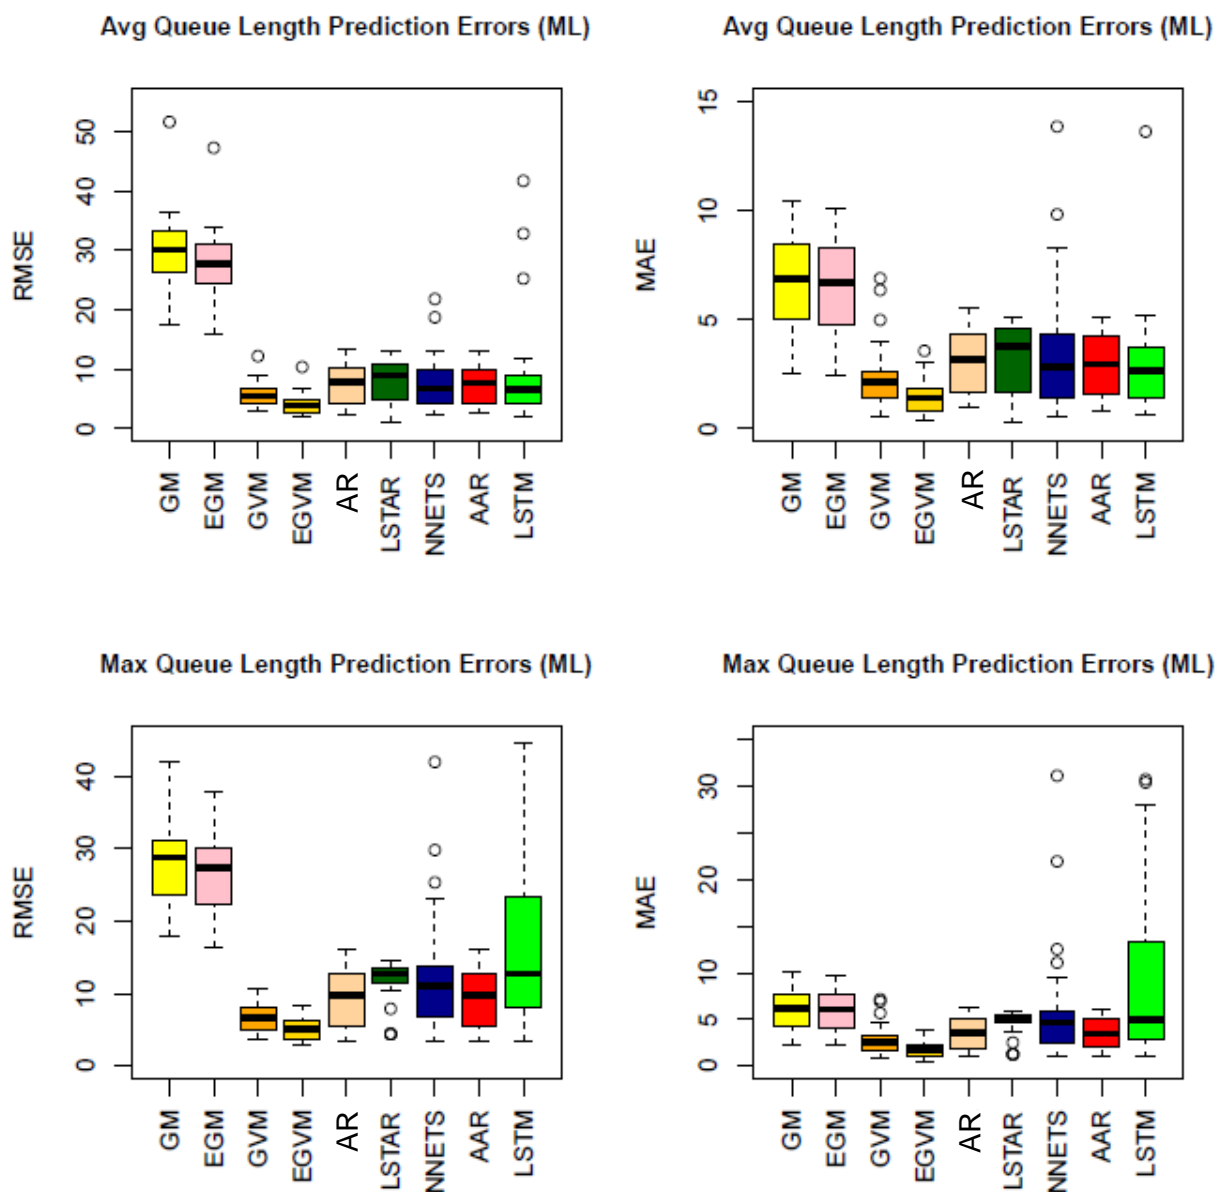 Avg Queue Length Prediction Errors (ML)
RMSE
50
40
30
20
10
0
GM
EGM
GVM
EGVM
AR
LSTAR
NNETS
AAR
LSTM
Avg Queue Length Prediction Errors (ML)
MAE
15
10
5
0
GM
EGM
GVM
EGVM
AR
LSTAR
NNETS
AAR
LSTM
Max Queue Length Prediction Errors (ML)
RMSE
40
30
20
10
0
GM
EGM
GVM
EGVM
AR
LSTAR
NNETS
AAR
LSTM
Max Queue Length Prediction Errors (ML)
MAE
30
20
10
5
0
GM
EGM
GVM
EGVM
AR
LSTAR
NNETS
AAR
LSTM